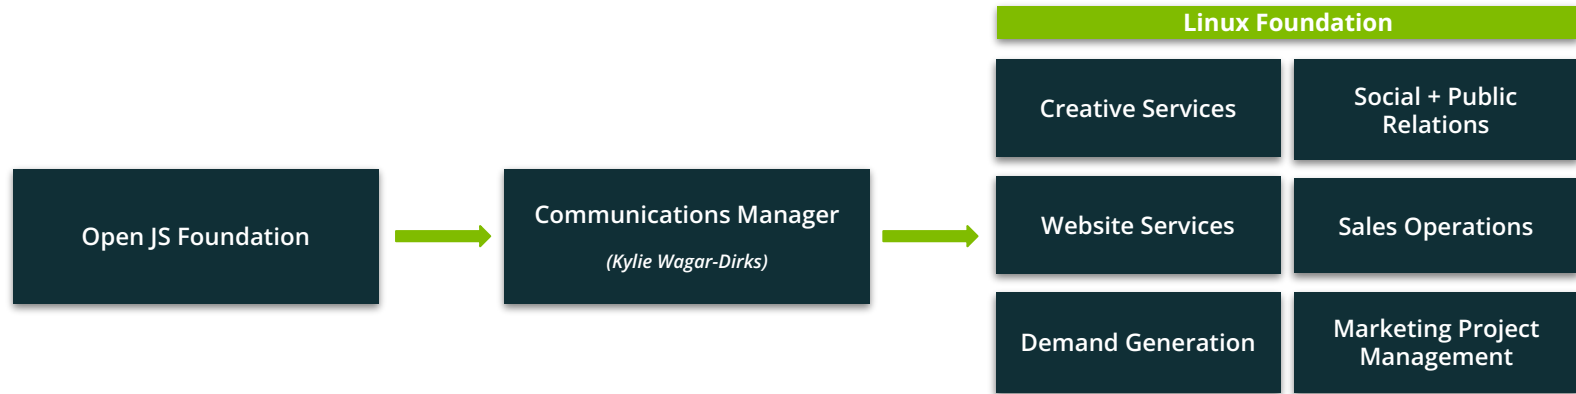 Linux Foundation
Open JS Foundation
Communications Manager
(Kylie Wagar-Dirks)
Creative Services
Social + Public
Relations
Website Services
Sales Operations
Demand Generation
Marketing Project
Management